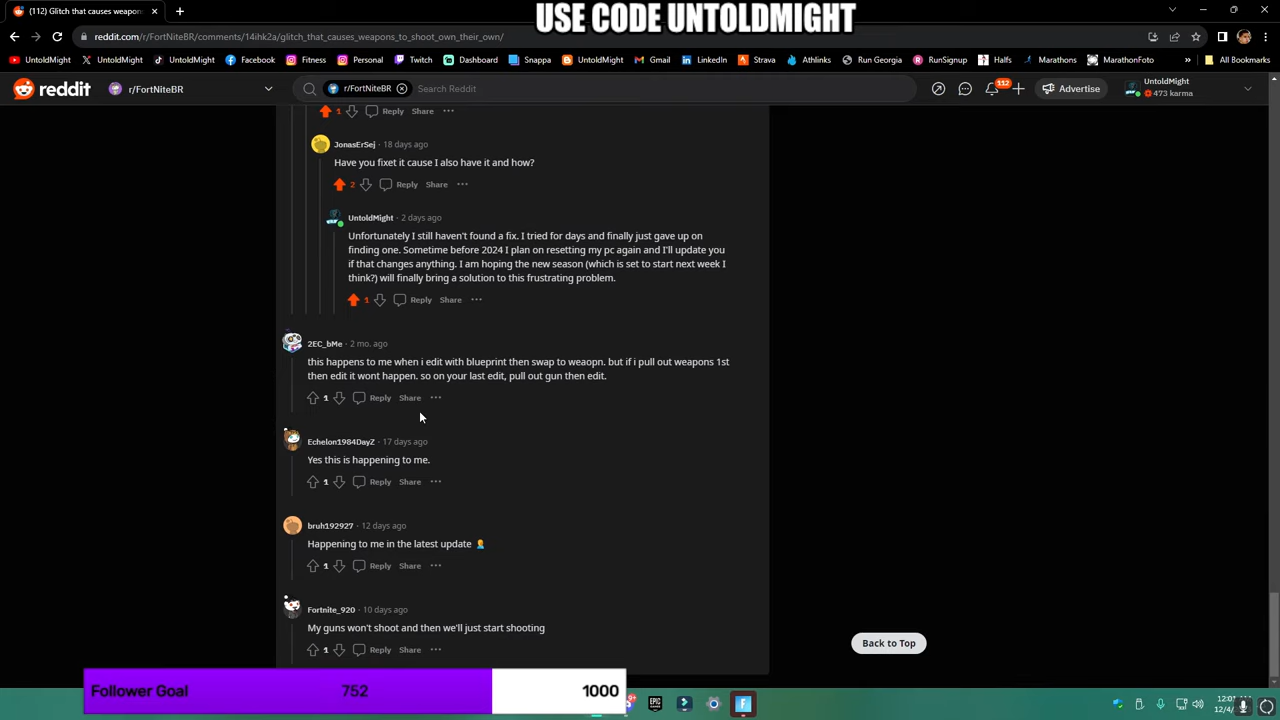 USE CODE UNTOLDMIGHT
(112) Glitch that causes weapons
reddit.com/r/FortNiteBR/comments/14ihk2a/glitch_that_causes_weapons_to_shoot_own_their_own/
UntoldMight UntoldMight UntoldMight Facebook Fitness Personal Twitch Dashboard Snappa UntoldMight Gmail LinkedIn Strava Athlinks Run Georgia RunSignup Halfs Marathons MarathonFoto » All Bookmarks
reddit r/FortNiteBR r/FortNiteBR Search Reddit 112 Advertise UntoldMight
473 karma
1 Reply Share ···
JonasErSej · 18 days ago
Have you fixet it cause I also have it and how?
2 Reply Share ···
UntoldMight · 2 days ago
Unfortunately I still haven't found a fix. I tried for days and finally just gave up on
finding one. Sometime before 2024 I plan on resetting my pc again and I'll update you
if that changes anything. I am hoping the new season (which is set to start next week I
think?) will finally bring a solution to this frustrating problem.
1 Reply Share ···
2EC_bMe · 2 mo. ago
this happens to me when i edit with blueprint then swap to weaopn. but if i pull out weapons 1st
then edit it wont happen. so on your last edit, pull out gun then edit.
1 Reply Share ···
Echelon1984DayZ · 17 days ago
Yes this is happening to me.
1 Reply Share ···
bruh192927 · 12 days ago
Happening to me in the latest update
1 Reply Share ···
Fortnite_920 · 10 days ago
My guns won't shoot and then we'll just start shooting
1 Reply Share ···
Back to Top
Follower Goal 752 1000